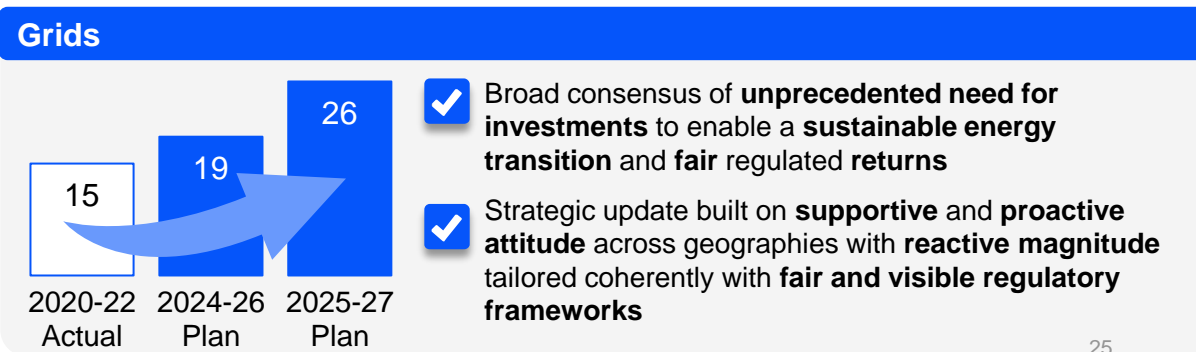 Grids
15
19
26
2020-22
Actual
2024-26
Plan
2025-27
Plan
Broad consensus of unprecedented need for
investments to enable a sustainable energy
transition and fair regulated returns
Strategic update built on supportive and proactive
attitude across geographies with reactive magnitude
tailored coherently with fair and visible regulatory
frameworks
25